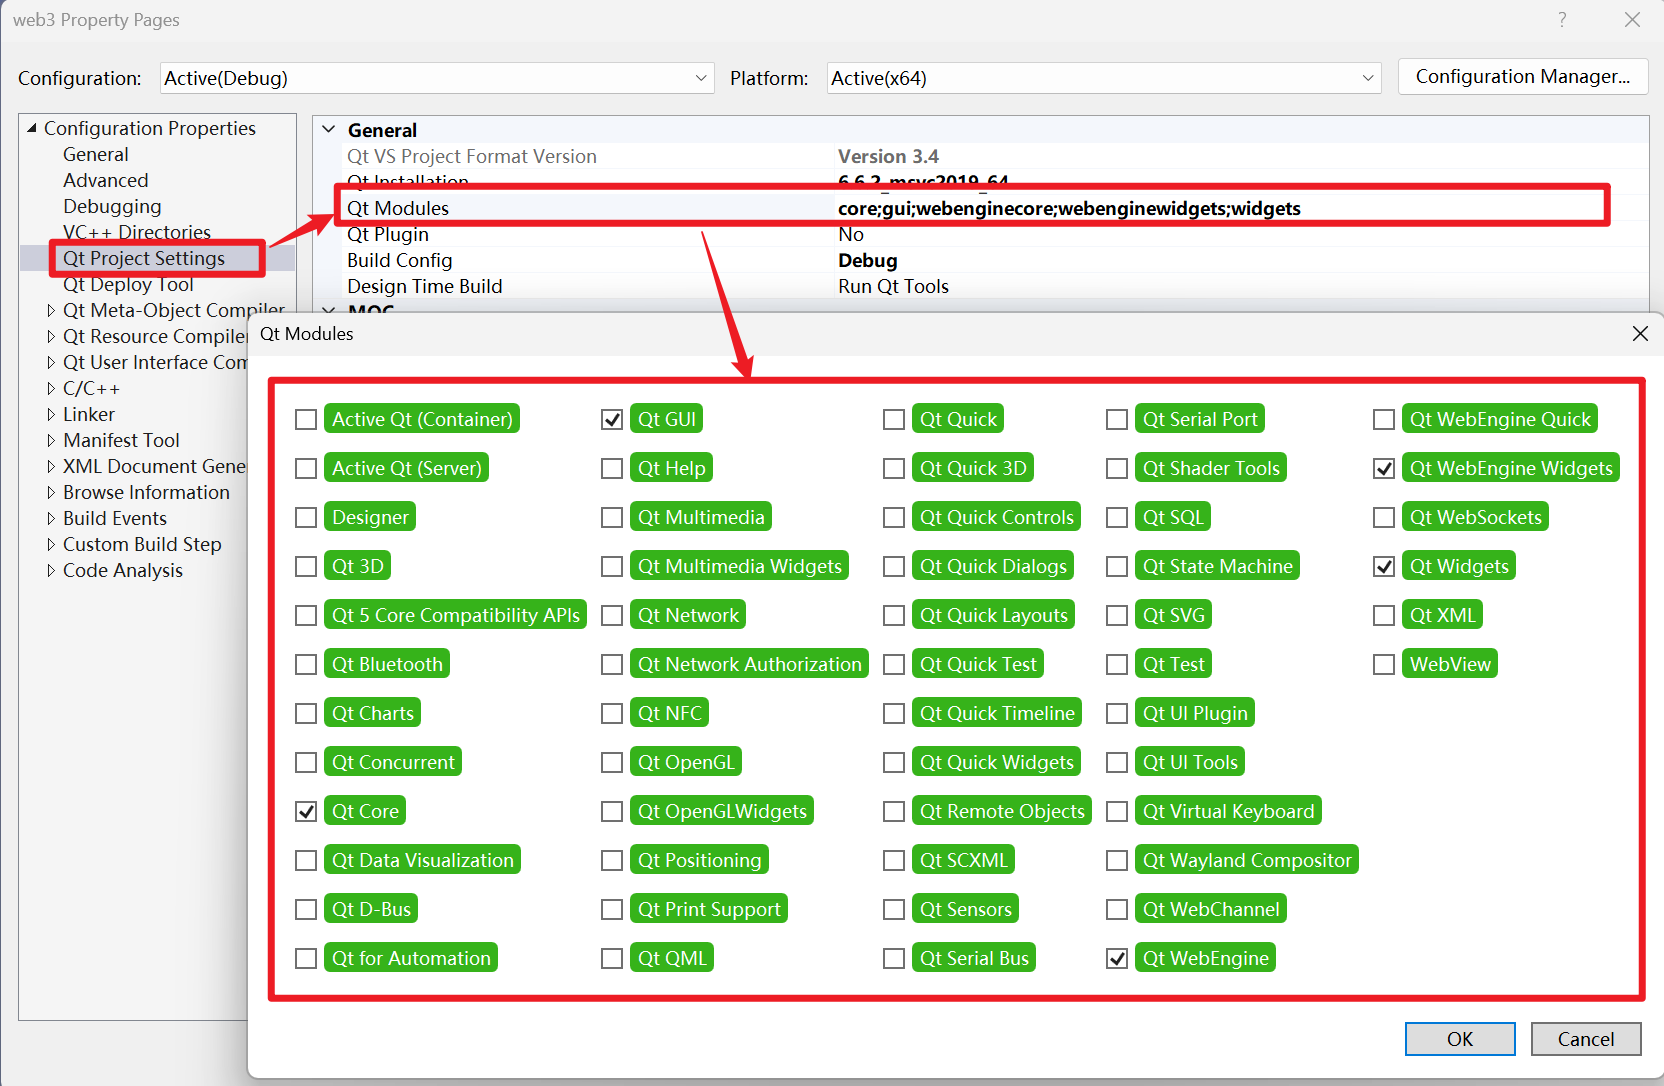 web3 Property Pages
?
Configuration:
Active(Debug)
Platform:
Active(x64)
Configuration Manager...
Configuration Properties
General
Advanced
Debugging
VC++ Directories
Qt Project Settings
Qt Deploy Tool
Qt Meta-Object Compiler
Qt Resource Compiler
Qt User Interface Com
C/C++
Linker
Manifest Tool
XML Document Gene
Browse Information
Build Events
Custom Build Step
Code Analysis
General
Qt VS Project Format Version Version 3.4
Qt Installation 6.6.2_msvc2019_64
Qt Modules core;gui;webenginecore;webenginewidgets;widgets
Qt Plugin No
Build Config Debug
Design Time Build Run Qt Tools
MOC
Qt Modules
Active Qt (Container)
Active Qt (Server)
Designer
Qt 3D
Qt 5 Core Compatibility APIs
Qt Bluetooth
Qt Charts
Qt Concurrent
Qt Core
Qt Data Visualization
Qt D-Bus
Qt for Automation
Qt GUI
Qt Help
Qt Multimedia
Qt Multimedia Widgets
Qt Network
Qt Network Authorization
Qt NFC
Qt OpenGL
Qt OpenGLWidgets
Qt Positioning
Qt Print Support
Qt QML
Qt Quick
Qt Quick 3D
Qt Quick Controls
Qt Quick Dialogs
Qt Quick Layouts
Qt Quick Test
Qt Quick Timeline
Qt Quick Widgets
Qt Remote Objects
Qt SCXML
Qt Sensors
Qt Serial Bus
Qt Serial Port
Qt Shader Tools
Qt SQL
Qt State Machine
Qt SVG
Qt Test
Qt UI Plugin
Qt UI Tools
Qt Virtual Keyboard
Qt Wayland Compositor
Qt WebChannel
Qt WebEngine
Qt WebEngine Quick
Qt WebEngine Widgets
Qt WebSockets
Qt Widgets
Qt XML
WebView
OK
Cancel